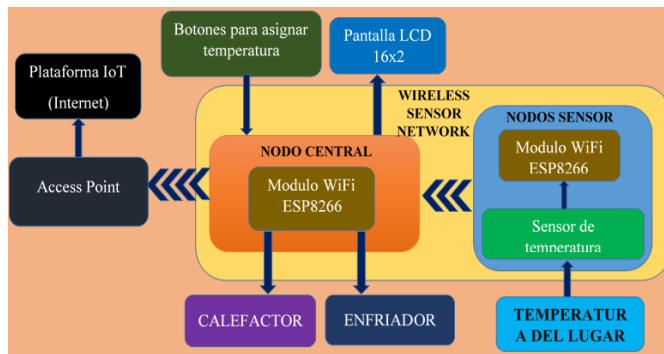 Botones para asignar
temperatura
Pantalla LCD
16x2
Plataforma IoT
(Internet)
WIRELESS
SENSOR
NETWORK
NODOS SENSOR
Modulo WiFi
ESP8266
NODO CENTRAL
Modulo WiFi
ESP8266
Access Point
Sensor de
temperatura
CALEFACTOR
ENFRIADOR
TEMPERATUR
A DEL LUGAR